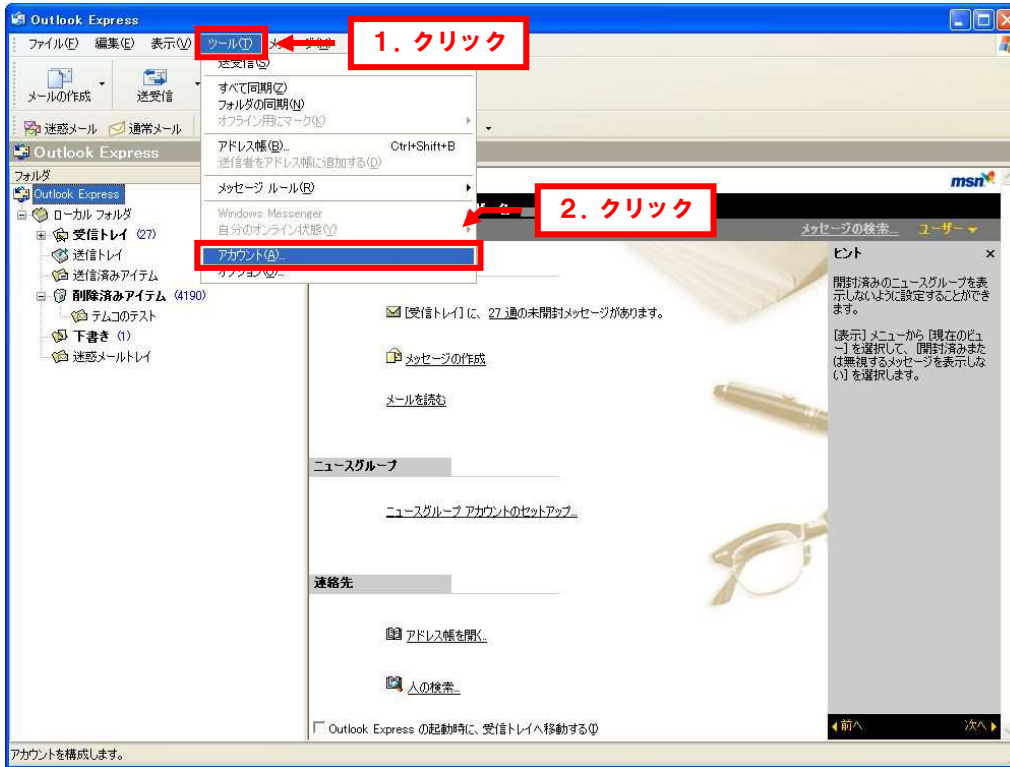 Outlook Express
ファイル(F) 編集(E) 表示(V) ツール(T)
1. クリック
メールの作成 送受信
送受信(S)
すべて同期(Z)
フォルダの同期(N)
オフライン用にマーク(K)
迷惑メール 通常メール
アドレス帳(B)... Ctrl+Shift+B
送信者をアドレス帳に追加する(D)
Outlook Express
フォルダ
msn
メッセージ ルール(R)
Outlook Express
ローカル フォルダ
Windows Messenger
2. クリック
受信トレイ (27)
自分のオンライン状態(V)
メッセージの検索... ユーザー
送信トレイ
アカウント(A)...
ヒント ×
送信済みアイテム
オプション(O)...
削除済みアイテム (4190)
テムコのテスト
下書き (1)
迷惑メールトレイ
開封済みのニュースグループを表
示しないように設定することができ
ます。
[表示] メニューから [現在のビュ
ー] を選択して、[開封済みまた
は無視するメッセージを表示しな
い] を選択します。
[受信トレイ] に、27 通の未開封メッセージがあります。
メッセージの作成
メールを読む
ニュースグループ
ニュースグループ アカウントのセットアップ...
連絡先
アドレス帳を開く...
人の検索...
Outlook Express の起動時に、受信トレイへ移動する(I)
前へ 次へ
アカウントを構成します。